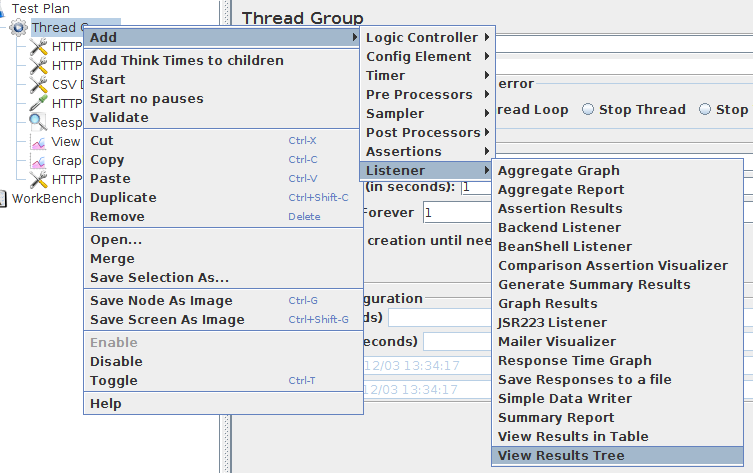 Test Plan
Thread G
HTTP
HTTP
CSV D
HTTP
Resp
View
Grap
HTTP
WorkBench
Add
Add Think Times to children
Start
Start no pauses
Validate
Cut Ctrl-X
Copy Ctrl-C
Paste Ctrl-V
Duplicate Ctrl+Shift-C
Remove Delete
Open...
Merge
Save Selection As...
Save Node As Image Ctrl-G
Save Screen As Image Ctrl+Shift-G
Enable
Disable
Toggle Ctrl-T
Help
Logic Controller
Config Element
Timer
Pre Processors
Sampler
Post Processors
Assertions
Listener
Aggregate Graph
Aggregate Report
Assertion Results
Backend Listener
BeanShell Listener
Comparison Assertion Visualizer
Generate Summary Results
Graph Results
JSR223 Listener
Mailer Visualizer
Response Time Graph
Save Responses to a file
Simple Data Writer
Summary Report
View Results in Table
View Results Tree
Thread Group
error
read Loop Stop Thread Stop
(in seconds): 1
Forever 1
creation until nee
guration
ds)
econds)
12/03 13:34:17
12/03 13:34:17